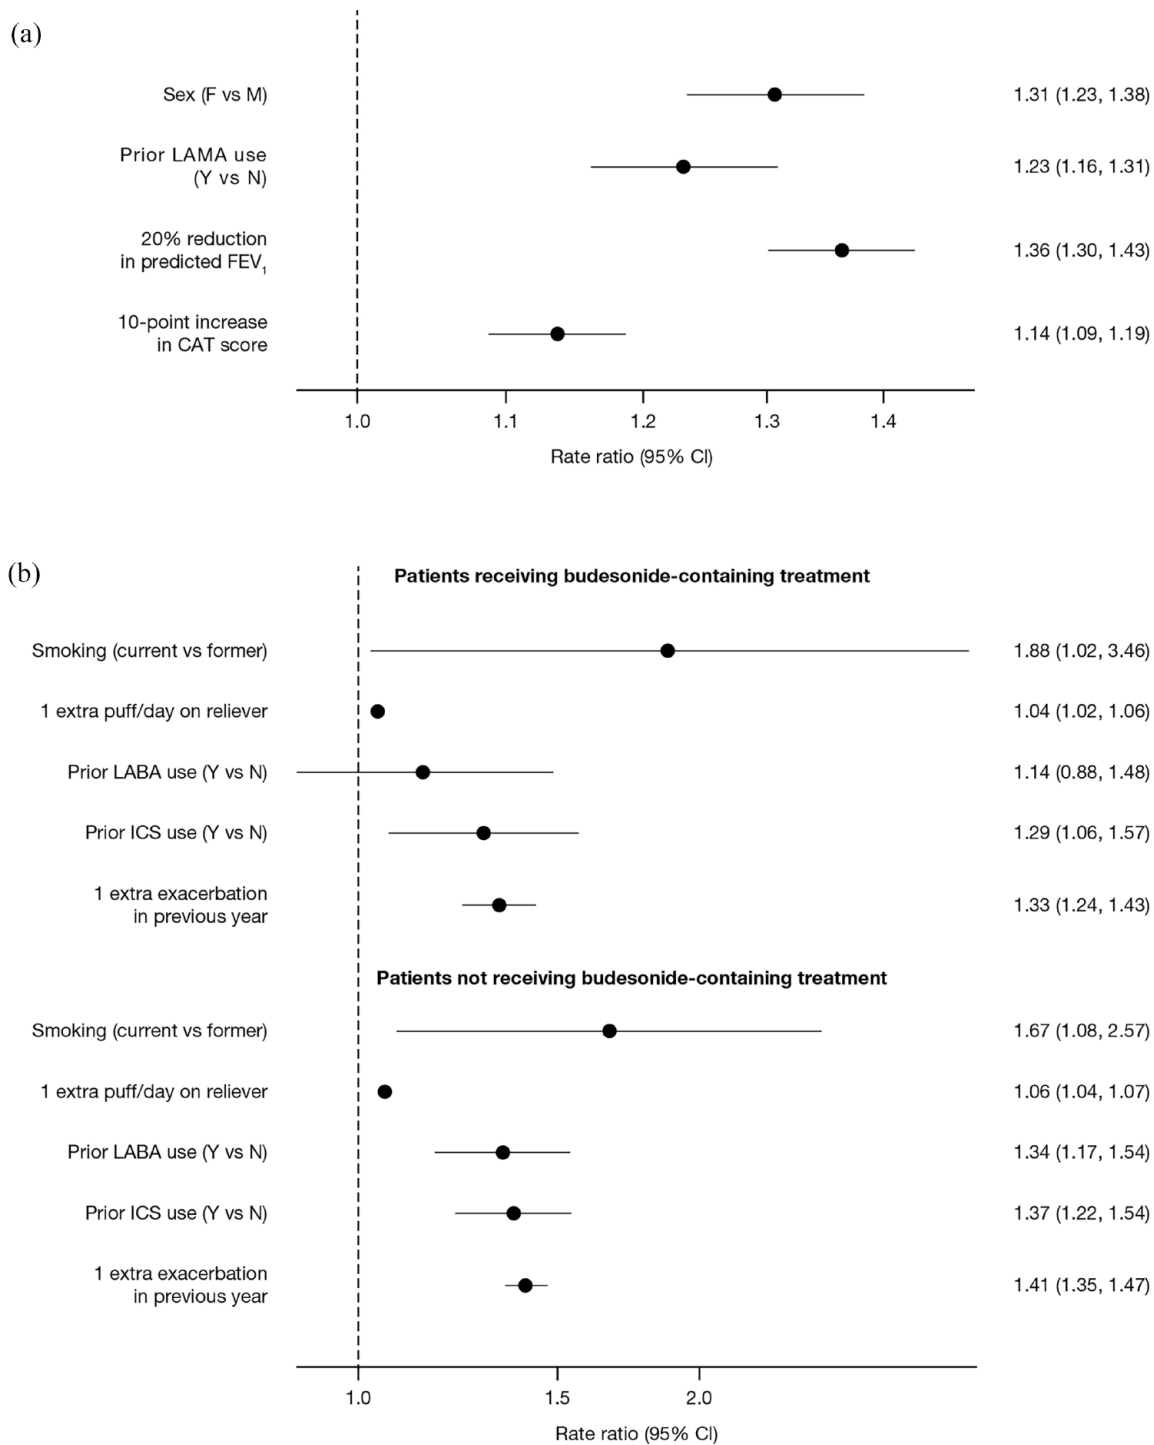 (a)
Sex (F vs M)
1.31 (1.23, 1.38)
Prior LAMA use
(Y vs N)
1.23 (1.16, 1.31)
20% reduction
in predicted FEV₁
1.36 (1.30, 1.43)
10-point increase
in CAT score
1.14 (1.09, 1.19)
1.0 1.1 1.2 1.3 1.4
Rate ratio (95% CI)
(b)
Patients receiving budesonide-containing treatment
Smoking (current vs former)
1.88 (1.02, 3.46)
1 extra puff/day on reliever
1.04 (1.02, 1.06)
Prior LABA use (Y vs N)
1.14 (0.88, 1.48)
Prior ICS use (Y vs N)
1.29 (1.06, 1.57)
1 extra exacerbation
in previous year
1.33 (1.24, 1.43)
Patients not receiving budesonide-containing treatment
Smoking (current vs former)
1.67 (1.08, 2.57)
1 extra puff/day on reliever
1.06 (1.04, 1.07)
Prior LABA use (Y vs N)
1.34 (1.17, 1.54)
Prior ICS use (Y vs N)
1.37 (1.22, 1.54)
1 extra exacerbation
in previous year
1.41 (1.35, 1.47)
1.0 1.5 2.0
Rate ratio (95% CI)